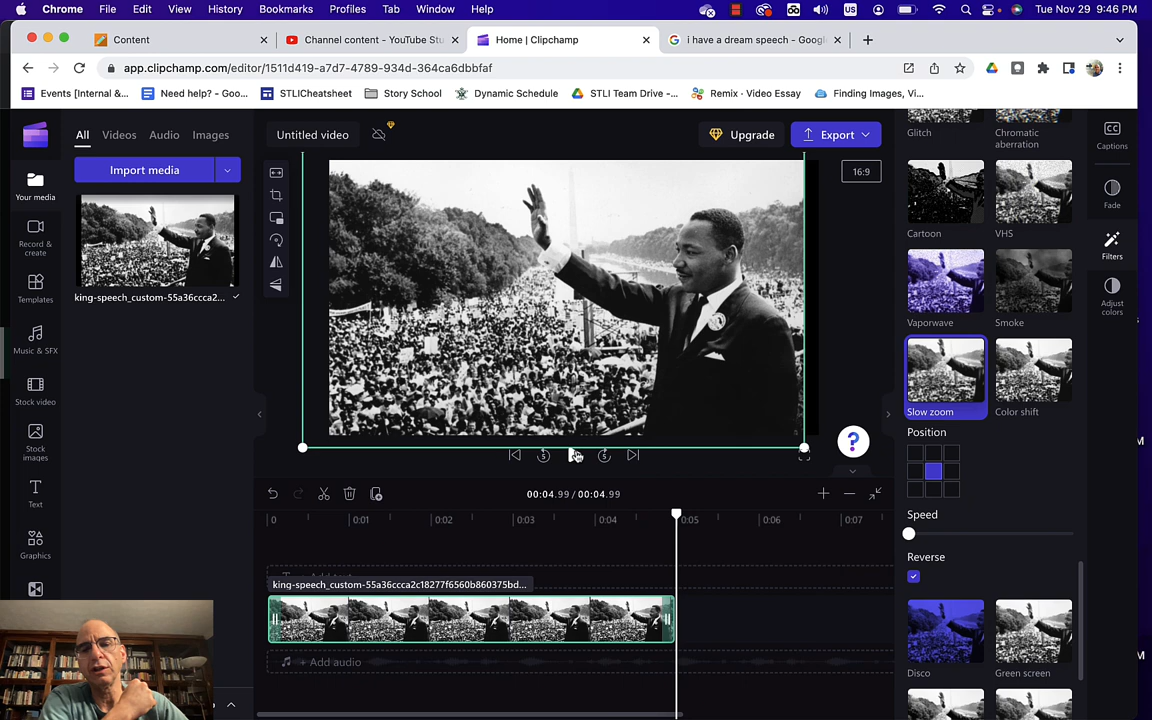 Chrome File Edit View History Bookmarks Profiles Tab Window Help US Tue Nov 29 9:46 PM
Content Channel content - YouTube Stu Home | Clipchamp i have a dream speech - Google
app.clipchamp.com/editor/1511d419-a7d7-4789-934d-364ca6dbbfaf
Events [Internal &... Need help? - Goo... STLICheatsheet Story School Dynamic Schedule STLI Team Drive -... Remix · Video Essay Finding Images, Vi...
All Videos Audio Images
Untitled video
Upgrade
Export
Import media
16:9
Your media
Record & create
Templates
Music & SFX
Stock video
Stock images
Text
Graphics
king-speech_custom-55a36ccca2...
5
5
?
00:04.99 / 00:04.99
0 0:01 0:02 0:03 0:04 0:05 0:06 0:07
king-speech_custom-55a36ccca2c18277f6560b860375bd...
+ Add audio
Glitch
Chromatic aberration
Cartoon
VHS
Vaporwave
Smoke
Slow zoom
Color shift
Position
Speed
Reverse
Disco
Green screen
CC
Captions
Fade
Filters
Adjust colors